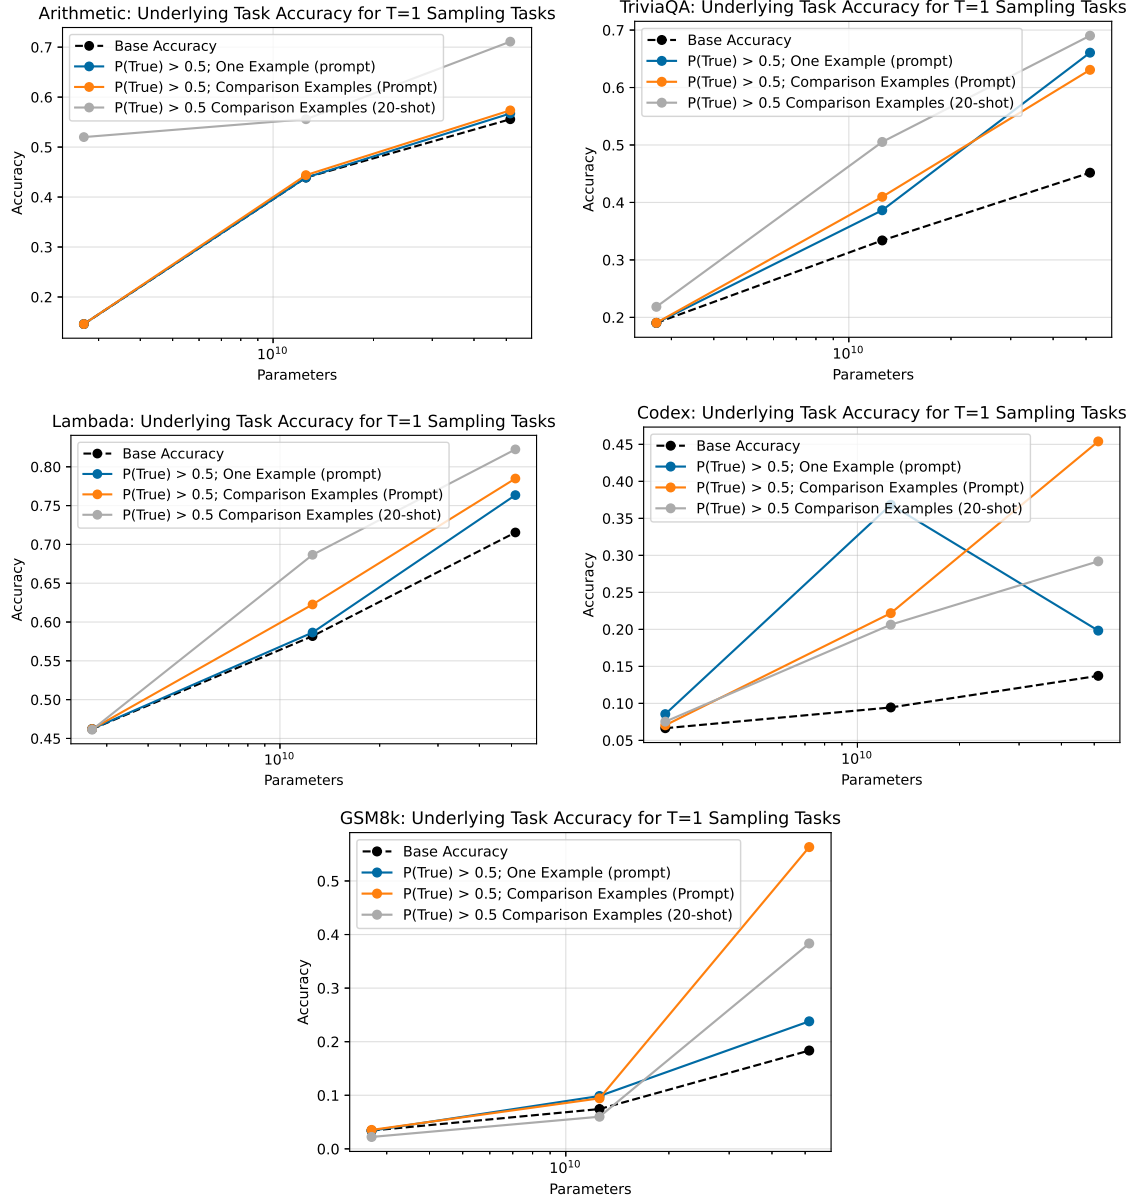 Arithmetic: Underlying Task Accuracy for T=1 Sampling Tasks
Base Accuracy
P(True) > 0.5; One Example (prompt)
P(True) > 0.5; Comparison Examples (Prompt)
P(True) > 0.5 Comparison Examples (20-shot)
0.7
0.6
0.5
0.4
0.3
0.2
Accuracy
10^10
Parameters
TriviaQA: Underlying Task Accuracy for T=1 Sampling Tasks
Base Accuracy
P(True) > 0.5; One Example (prompt)
P(True) > 0.5; Comparison Examples (Prompt)
P(True) > 0.5 Comparison Examples (20-shot)
0.7
0.6
0.5
0.4
0.3
0.2
Accuracy
10^10
Parameters
Lambada: Underlying Task Accuracy for T=1 Sampling Tasks
Base Accuracy
P(True) > 0.5; One Example (prompt)
P(True) > 0.5; Comparison Examples (Prompt)
P(True) > 0.5 Comparison Examples (20-shot)
0.80
0.75
0.70
0.65
0.60
0.55
0.50
0.45
Accuracy
10^10
Parameters
Codex: Underlying Task Accuracy for T=1 Sampling Tasks
Base Accuracy
P(True) > 0.5; One Example (prompt)
P(True) > 0.5; Comparison Examples (Prompt)
P(True) > 0.5 Comparison Examples (20-shot)
0.45
0.40
0.35
0.30
0.25
0.20
0.15
0.10
0.05
Accuracy
10^10
Parameters
GSM8k: Underlying Task Accuracy for T=1 Sampling Tasks
Base Accuracy
P(True) > 0.5; One Example (prompt)
P(True) > 0.5; Comparison Examples (Prompt)
P(True) > 0.5 Comparison Examples (20-shot)
0.5
0.4
0.3
0.2
0.1
0.0
Accuracy
10^10
Parameters